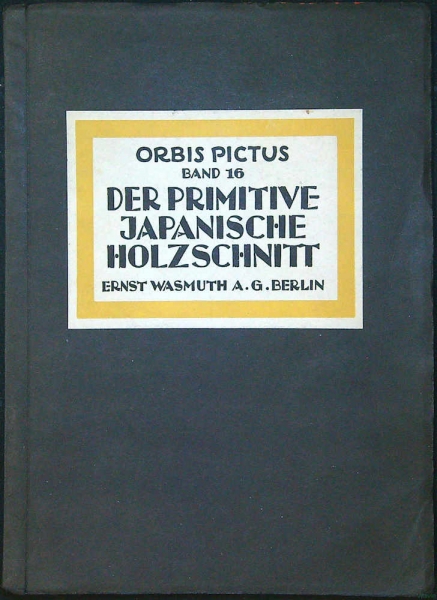 ORBIS PICTUS
BAND 16
DER PRIMITIVE
JAPANISCHE
HOLZSCHNITT
ERNST WASMUTH A.G. BERLIN